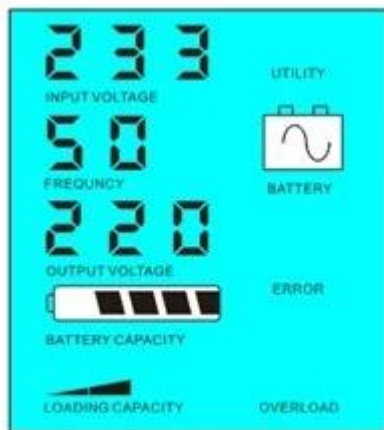 233
INPUT VOLTAGE
UTILITY
50
FREQUNCY
BATTERY
220
OUTPUT VOLTAGE
ERROR
BATTERY CAPACITY
LOADING CAPACITY
OVERLOAD